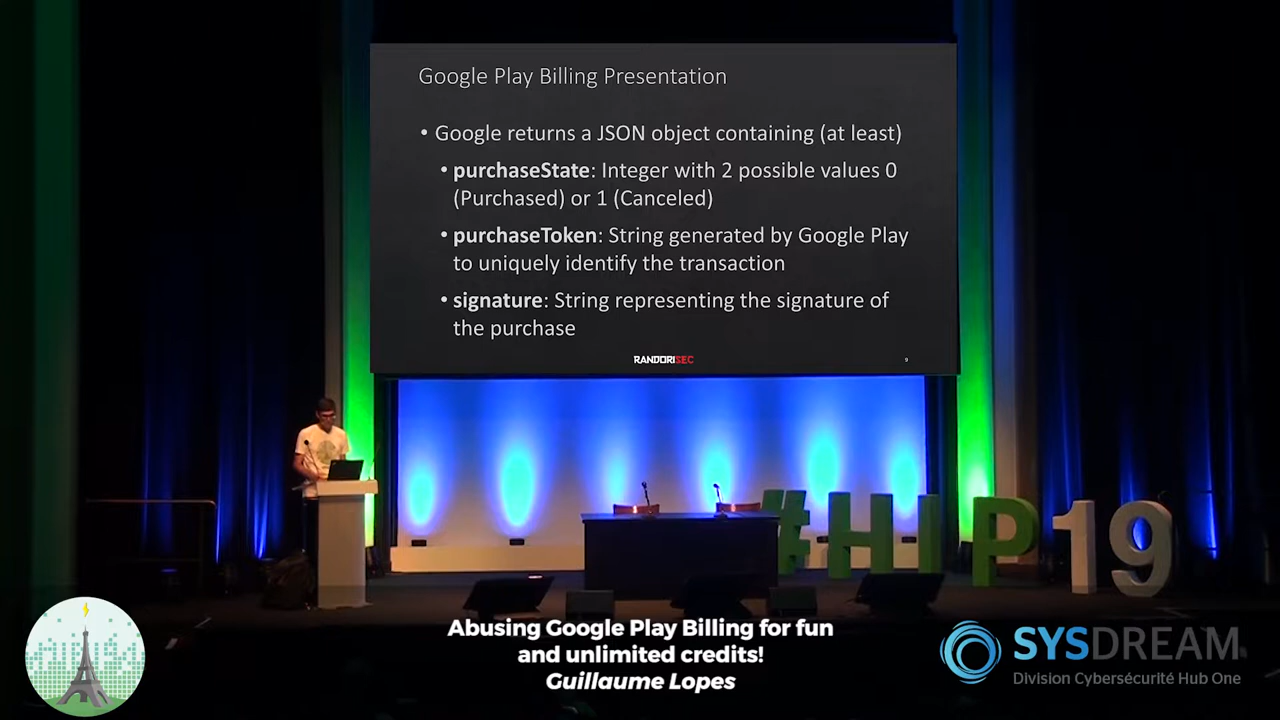 Google Play Billing Presentation
• Google returns a JSON object containing (at least)
• purchaseState: Integer with 2 possible values 0
(Purchased) or 1 (Canceled)
• purchaseToken: String generated by Google Play
to uniquely identify the transaction
• signature: String representing the signature of
the purchase
RANDORISEC
9
#HIP19
Abusing Google Play Billing for fun
and unlimited credits!
Guillaume Lopes
SYSDREAM
Division Cybersécurité Hub One